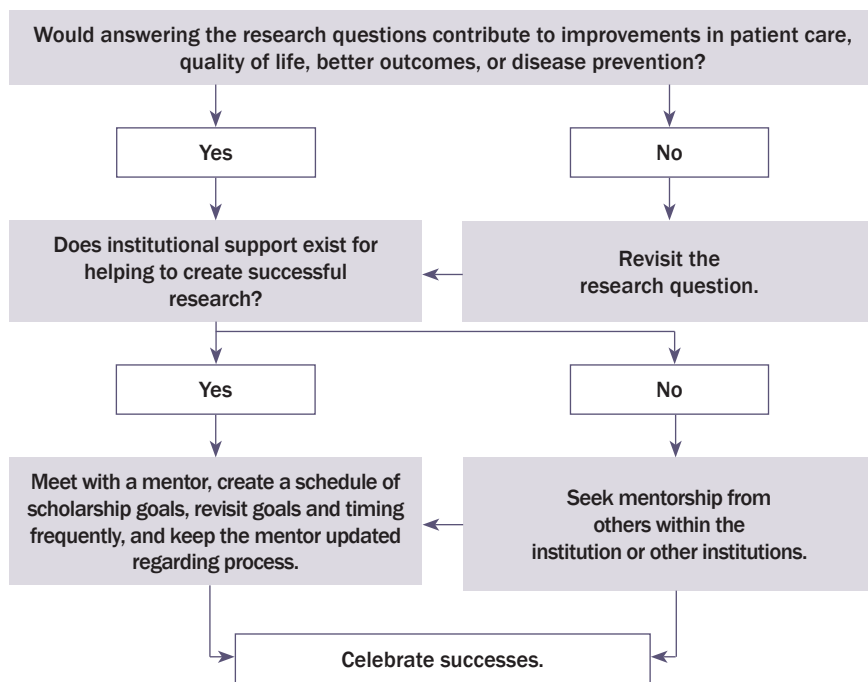 Would answering the research questions contribute to improvements in patient care,
quality of life, better outcomes, or disease prevention?
Yes
No
Does institutional support exist for
helping to create successful
research?
Revisit the
research question.
Yes
No
Meet with a mentor, create a schedule of
scholarship goals, revisit goals and timing
frequently, and keep the mentor updated
regarding process.
Seek mentorship from
others within the
institution or other institutions.
Celebrate successes.